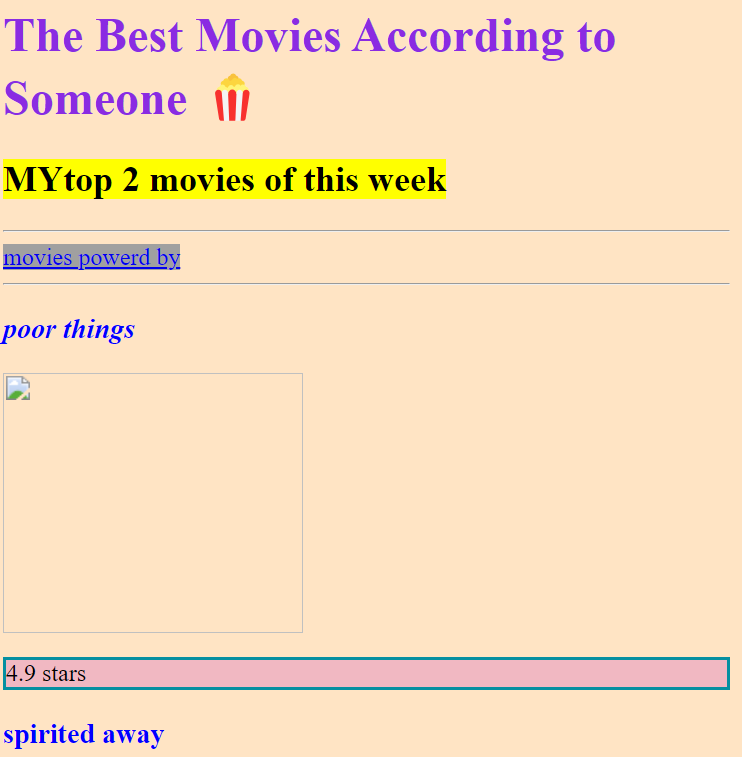 The Best Movies According to
Someone 🍿
MYtop 2 movies of this week
movies powerd by
poor things
4.9 stars
spirited away